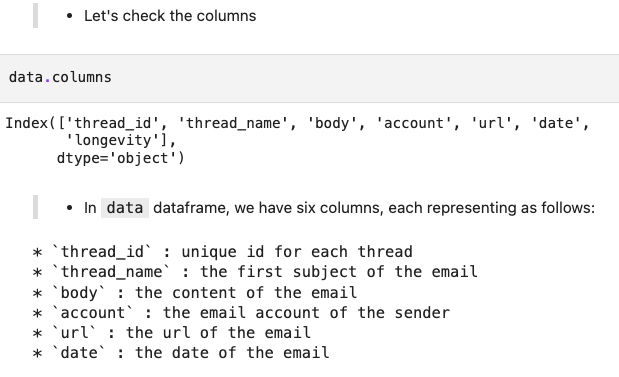 • Let's check the columns
data.columns
Index(['thread_id', 'thread_name', 'body', 'account', 'url', 'date',
'longevity'],
dtype='object')
• In data dataframe, we have six columns, each representing as follows:
* `thread_id` : unique id for each thread
* `thread_name` : the first subject of the email
* `body` : the content of the email
* `account` : the email account of the sender
* `url` : the url of the email
* `date` : the date of the email